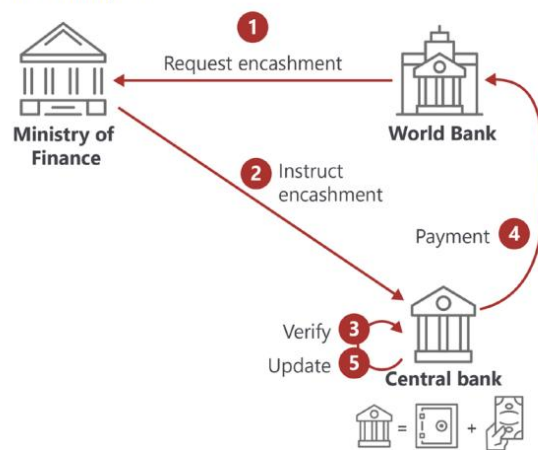 1
Request encashment
Ministry of
Finance
World Bank
2 Instruct
encashment
Payment 4
Verify 3
Update 5
Central bank
= +